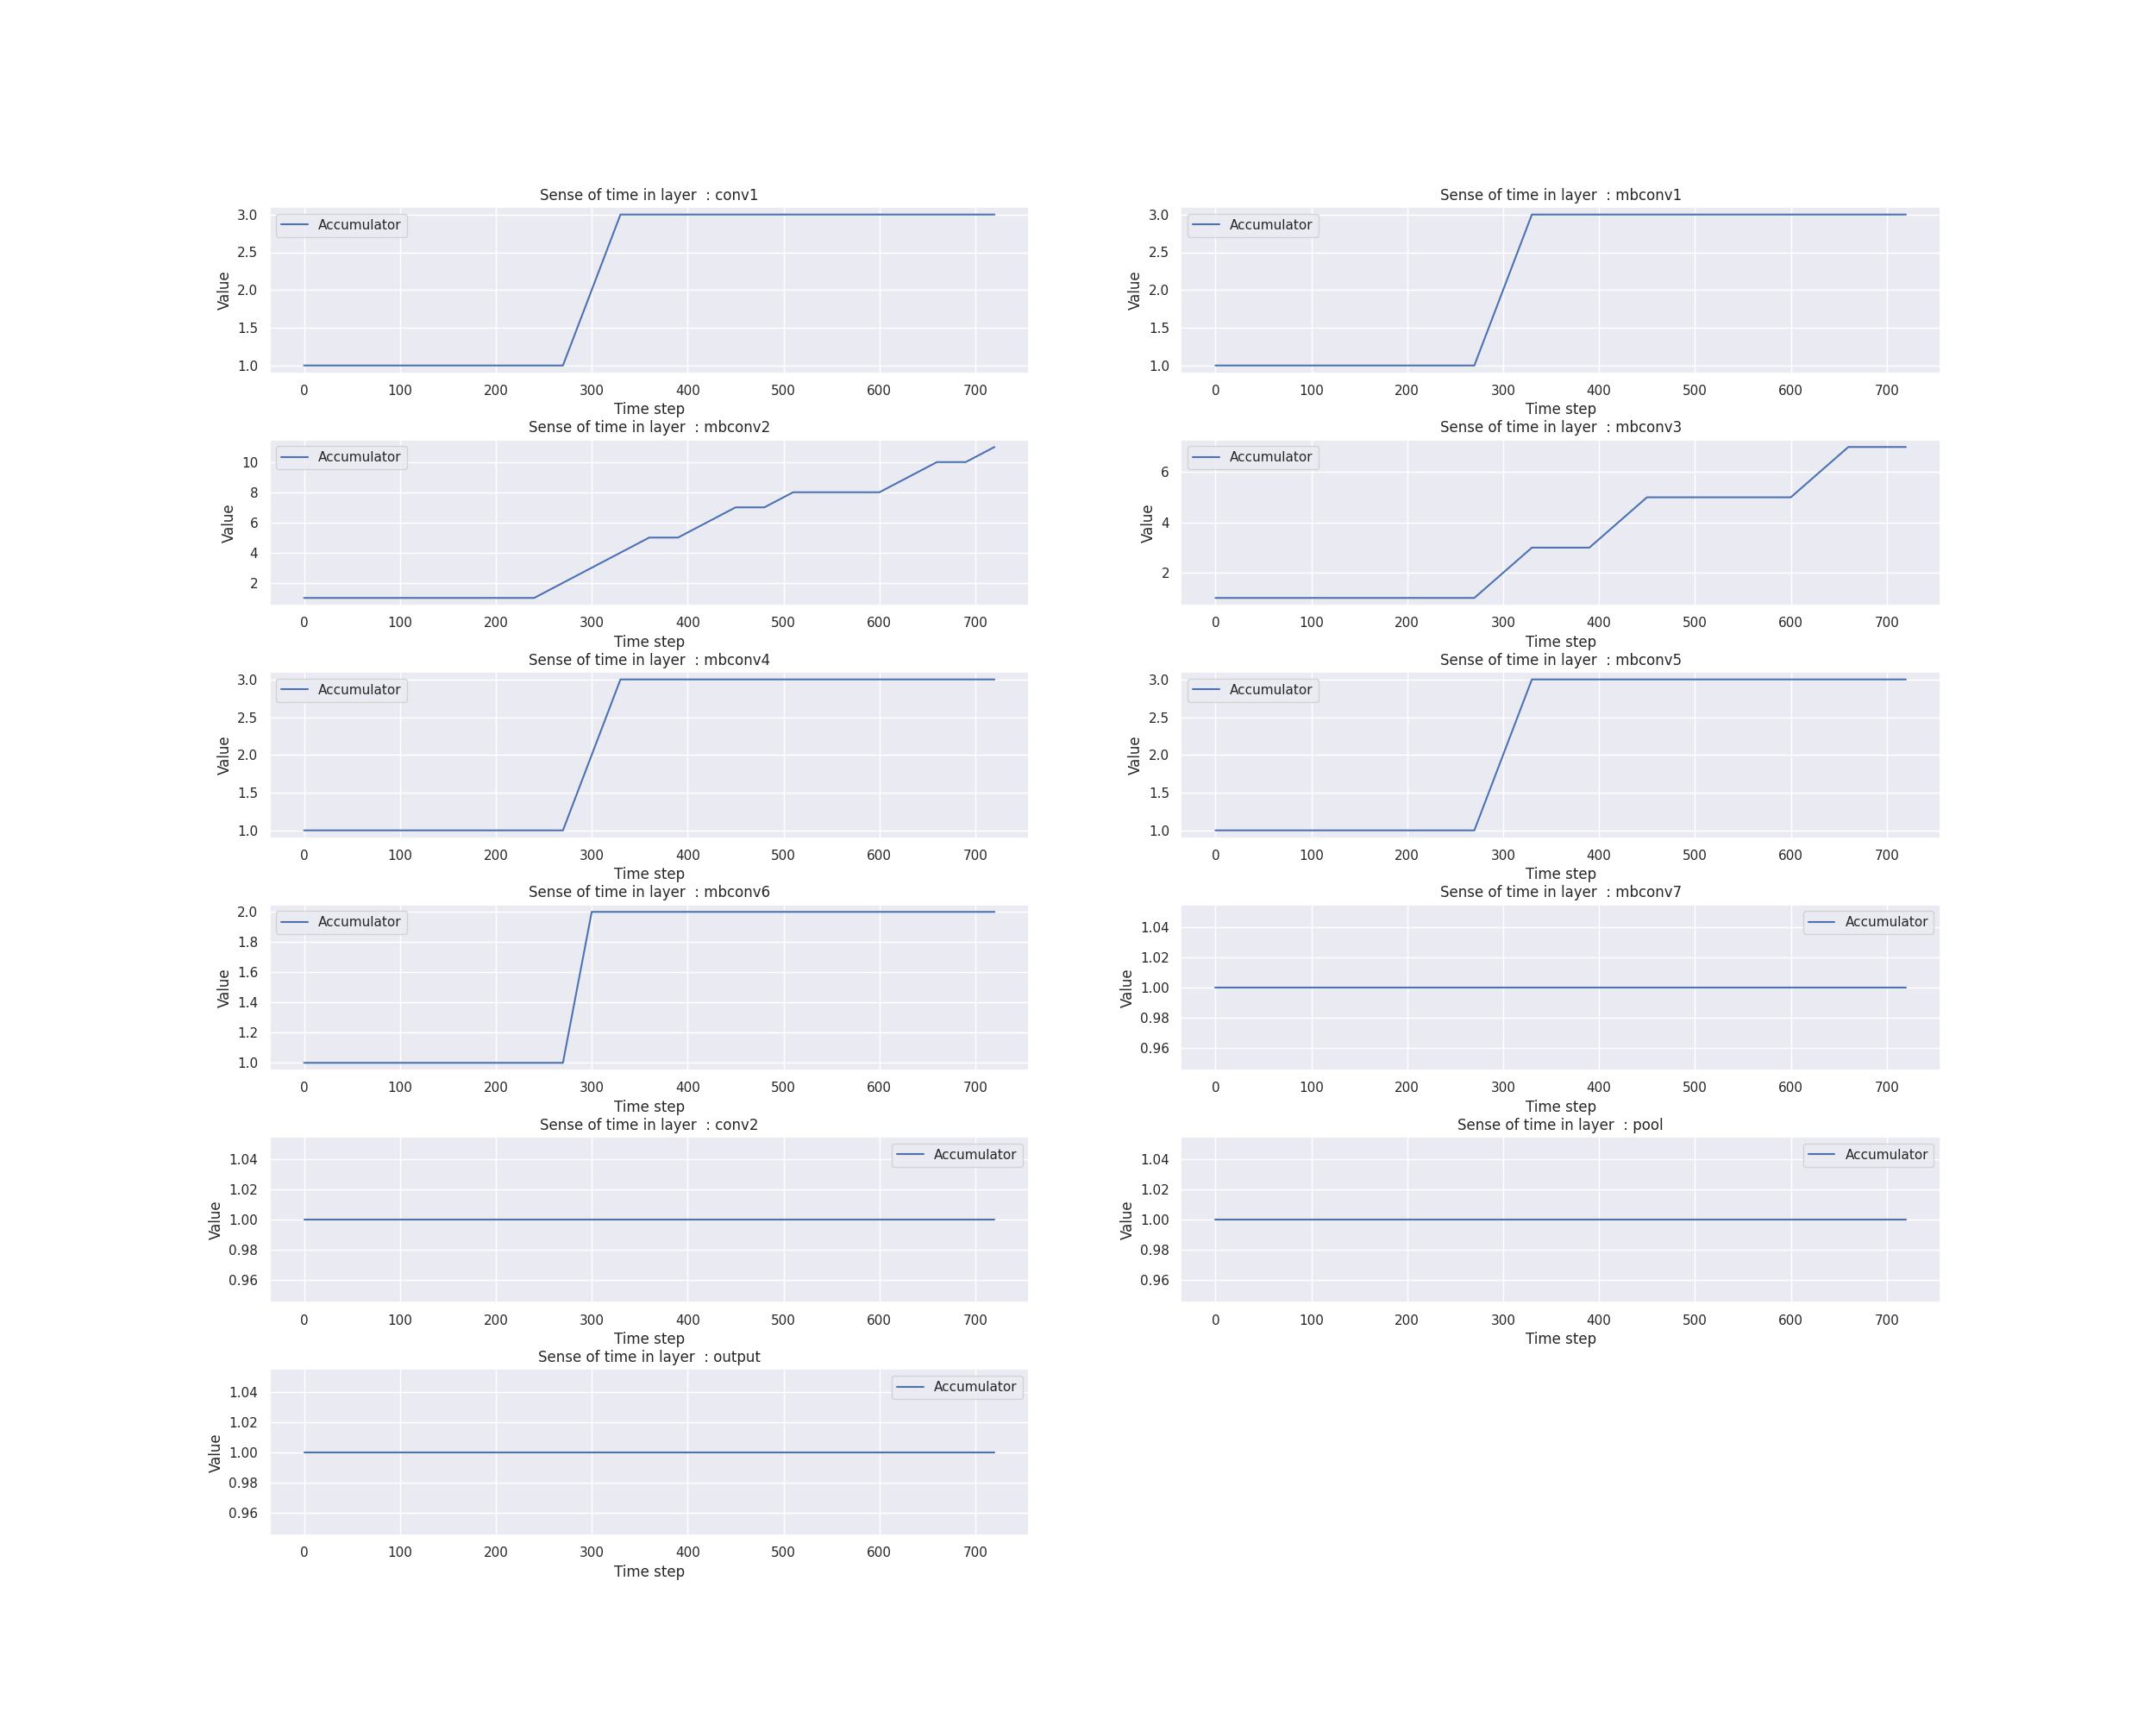 Sense of time in layer  : conv1
Accumulator
3.0
2.5
2.0
1.5
1.0
Value
0 100 200 300 400 500 600 700
Time step
Sense of time in layer  : mbconv1
Accumulator
3.0
2.5
2.0
1.5
1.0
Value
0 100 200 300 400 500 600 700
Time step
Sense of time in layer  : mbconv2
Accumulator
10
8
6
4
2
Value
0 100 200 300 400 500 600 700
Time step
Sense of time in layer  : mbconv3
Accumulator
6
4
2
Value
0 100 200 300 400 500 600 700
Time step
Sense of time in layer  : mbconv4
Accumulator
3.0
2.5
2.0
1.5
1.0
Value
0 100 200 300 400 500 600 700
Time step
Sense of time in layer  : mbconv5
Accumulator
3.0
2.5
2.0
1.5
1.0
Value
0 100 200 300 400 500 600 700
Time step
Sense of time in layer  : mbconv6
Accumulator
2.0
1.8
1.6
1.4
1.2
1.0
Value
0 100 200 300 400 500 600 700
Time step
Sense of time in layer  : mbconv7
Accumulator
1.04
1.02
1.00
0.98
0.96
Value
0 100 200 300 400 500 600 700
Time step
Sense of time in layer  : conv2
Accumulator
1.04
1.02
1.00
0.98
0.96
Value
0 100 200 300 400 500 600 700
Time step
Sense of time in layer  : pool
Accumulator
1.04
1.02
1.00
0.98
0.96
Value
0 100 200 300 400 500 600 700
Time step
Sense of time in layer  : output
Accumulator
1.04
1.02
1.00
0.98
0.96
Value
0 100 200 300 400 500 600 700
Time step